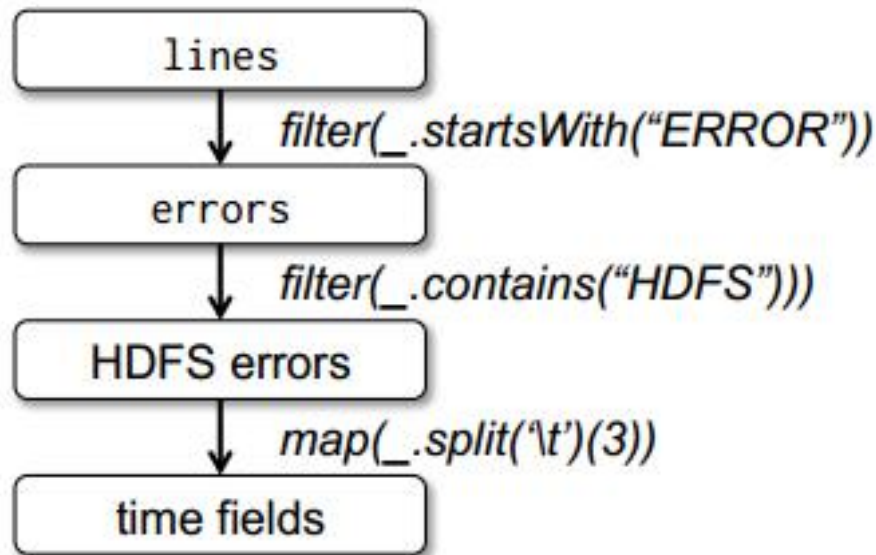 lines
filter(_.startsWith(“ERROR”))
errors
filter(_.contains(“HDFS”)))
HDFS errors
map(_.split(‘\t’)(3))
time fields